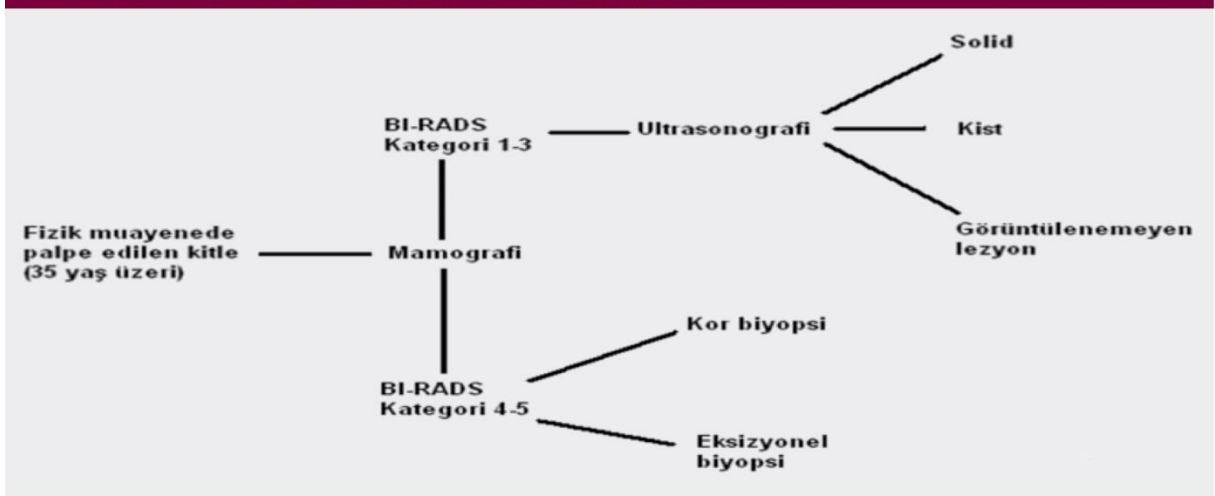 Solid
BI-RADS
Kategori 1-3
Ultrasonografi
Kist
Fizik muayenede
palpe edilen kitle
(35 yaş üzeri)
Mamografi
Görüntülenemeyen
lezyon
Kor biyopsi
BI-RADS
Kategori 4-5
Eksizyonel
biyopsi